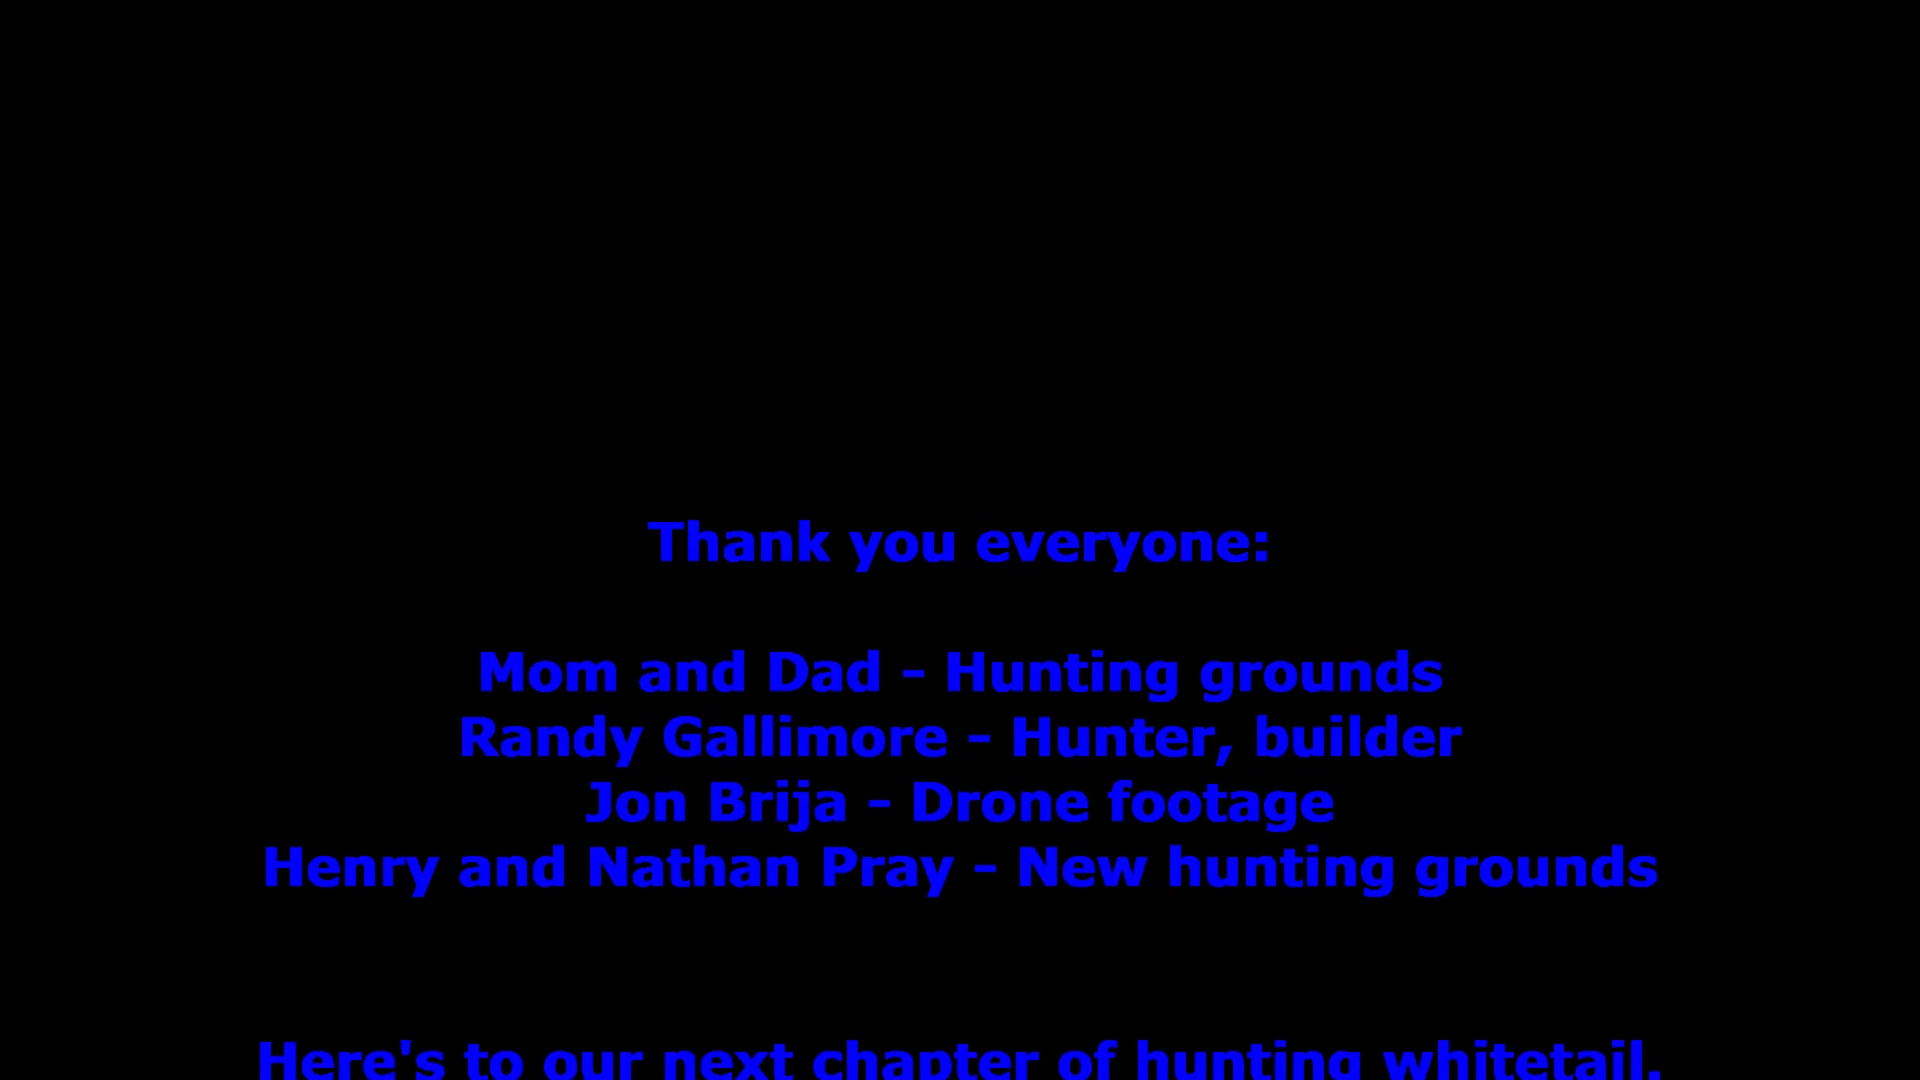 Thank you everyone:
Mom and Dad - Hunting grounds
Randy Gallimore - Hunter, builder
Jon Brija - Drone footage
Henry and Nathan Pray - New hunting grounds
Here's to our next chapter of hunting whitetail.